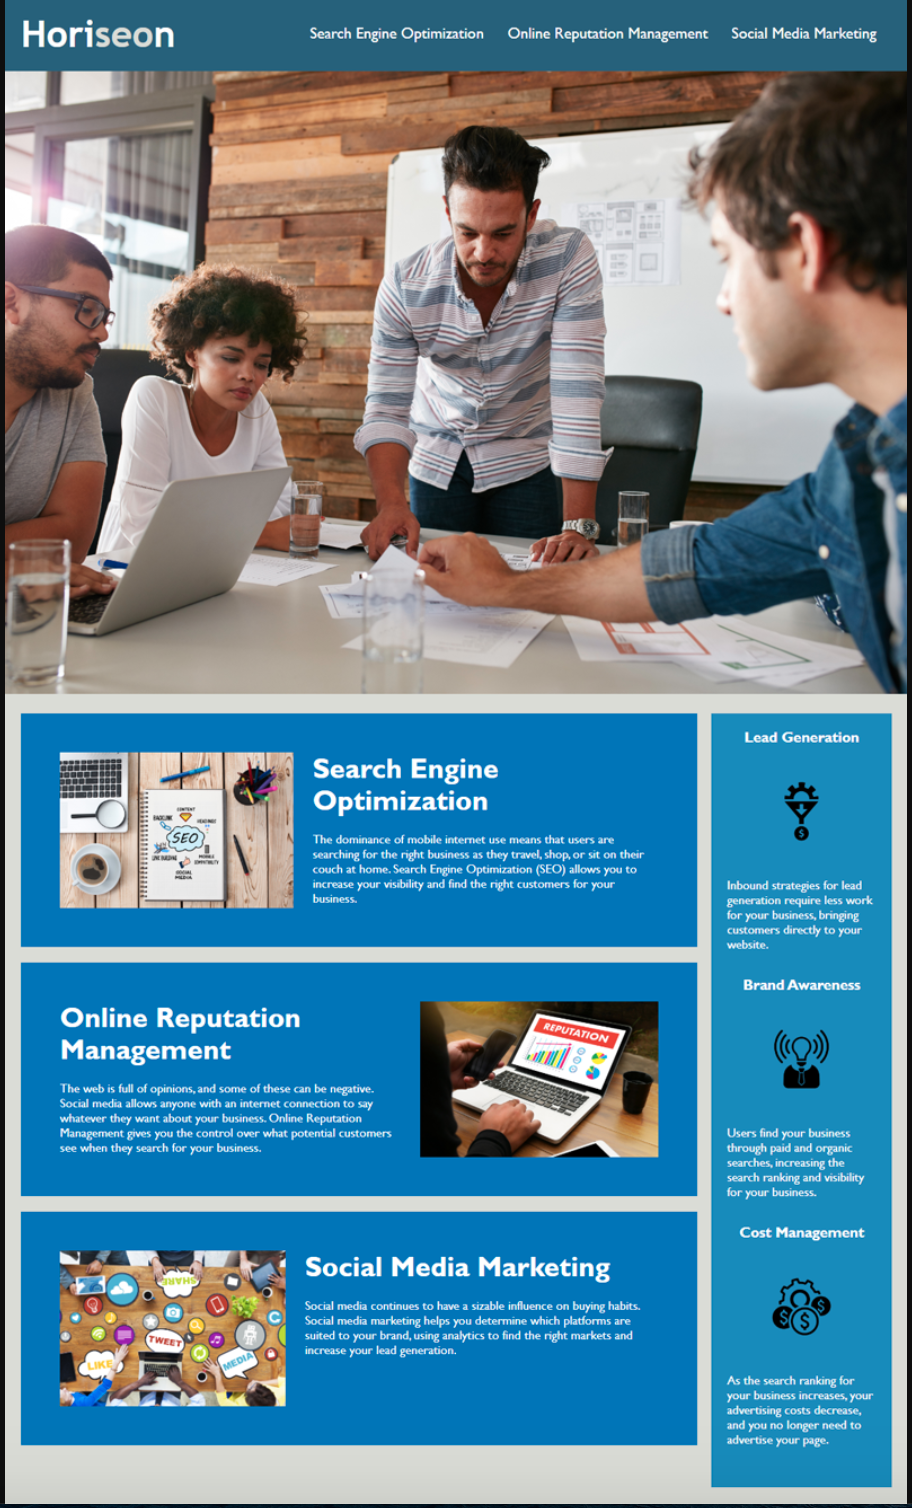 Horiseon
Search Engine Optimization
Online Reputation Management
Social Media Marketing
Search Engine
Optimization
The dominance of mobile internet use means that users are
searching for the right business as they travel, shop, or sit on their
couch at home. Search Engine Optimization (SEO) allows you to
increase your visibility and find the right customers for your
business.
CONTENT
BACKLINK
HEADINGS
SEO
LINK BUILDING
MOBILE
COMPATIBILITY
SOCIAL
MEDIA
Online Reputation
Management
The web is full of opinions, and some of these can be negative.
Social media allows anyone with an internet connection to say
whatever they want about your business. Online Reputation
Management gives you the control over what potential customers
see when they search for your business.
REPUTATION
Social Media Marketing
Social media continues to have a sizable influence on buying habits.
Social media marketing helps you determine which platforms are
suited to your brand, using analytics to find the right markets and
increase your lead generation.
SHARE
TWEET
LIKE
MEDIA
Lead Generation
$
Inbound strategies for lead
generation require less work
for your business, bringing
customers directly to your
website.
Brand Awareness
Users find your business
through paid and organic
searches, increasing the
search ranking and visibility
for your business.
Cost Management
$ $ $
As the search ranking for
your business increases, your
advertising costs decrease,
and you no longer need to
advertise your page.